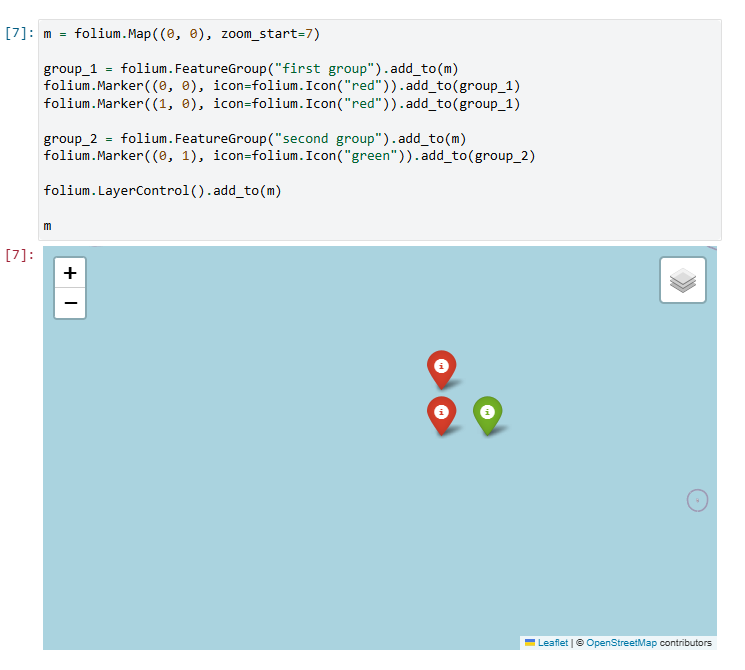 [7]: m = folium.Map((0, 0), zoom_start=7)
group_1 = folium.FeatureGroup("first group").add_to(m)
folium.Marker((0, 0), icon=folium.Icon("red")).add_to(group_1)
folium.Marker((1, 0), icon=folium.Icon("red")).add_to(group_1)
group_2 = folium.FeatureGroup("second group").add_to(m)
folium.Marker((0, 1), icon=folium.Icon("green")).add_to(group_2)
folium.LayerControl().add_to(m)
m
[7]:
+
−
i
i i
Leaflet | © OpenStreetMap contributors